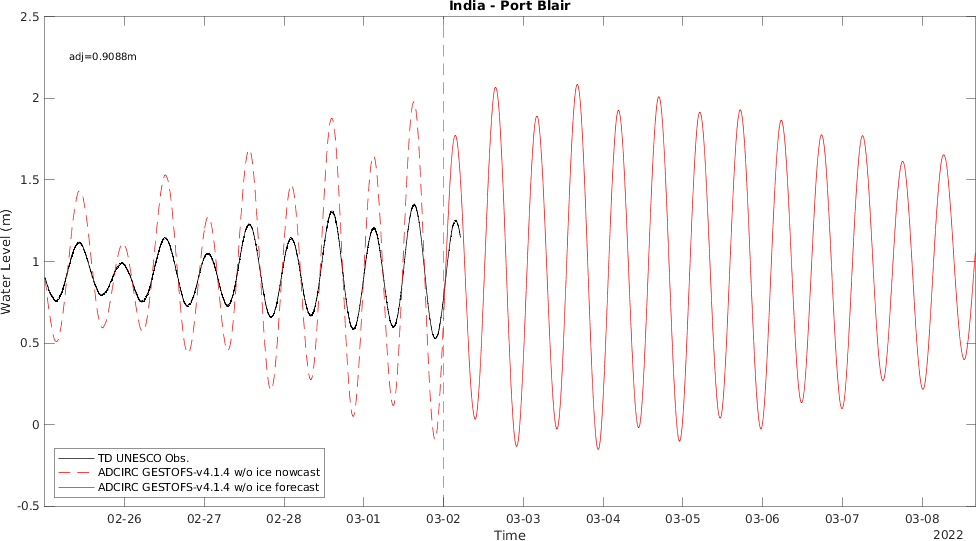 India - Port Blair
2.5
adj=0.9088m
2
1.5
1
0.5
0
-0.5
Water Level (m)
TD UNESCO Obs.
ADCIRC GESTOFS-v4.1.4 w/o ice nowcast
ADCIRC GESTOFS-v4.1.4 w/o ice forecast
02-26 02-27 02-28 03-01 03-02 03-03 03-04 03-05 03-06 03-07 03-08
Time
2022